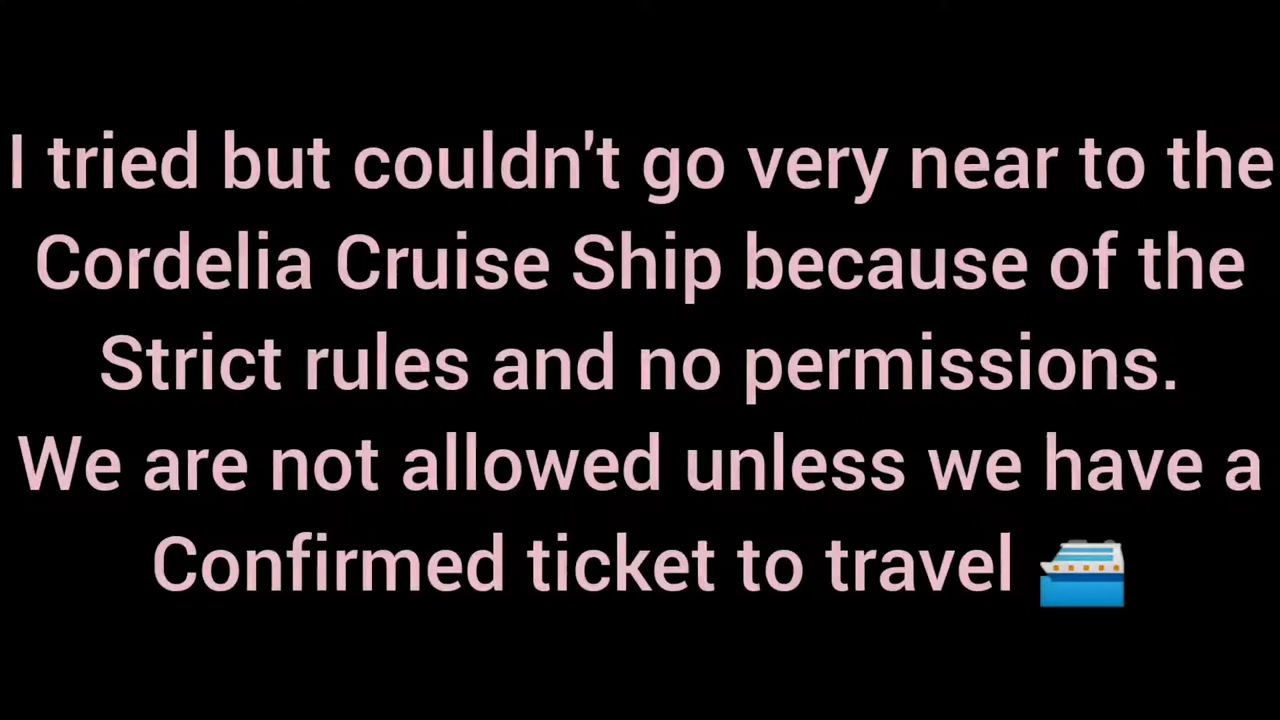 I tried but couldn't go very near to the
Cordelia Cruise Ship because of the
Strict rules and no permissions.
We are not allowed unless we have a
Confirmed ticket to travel 🛳